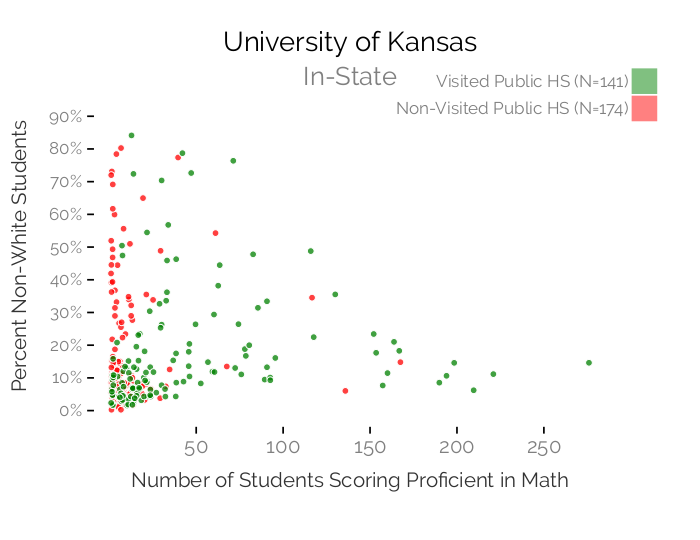 University of Kansas
In-State
Visited Public HS (N=141)
Non-Visited Public HS (N=174)
Percent Non-White Students
90%
80%
70%
60%
50%
40%
30%
20%
10%
0%
50 100 150 200 250
Number of Students Scoring Proficient in Math